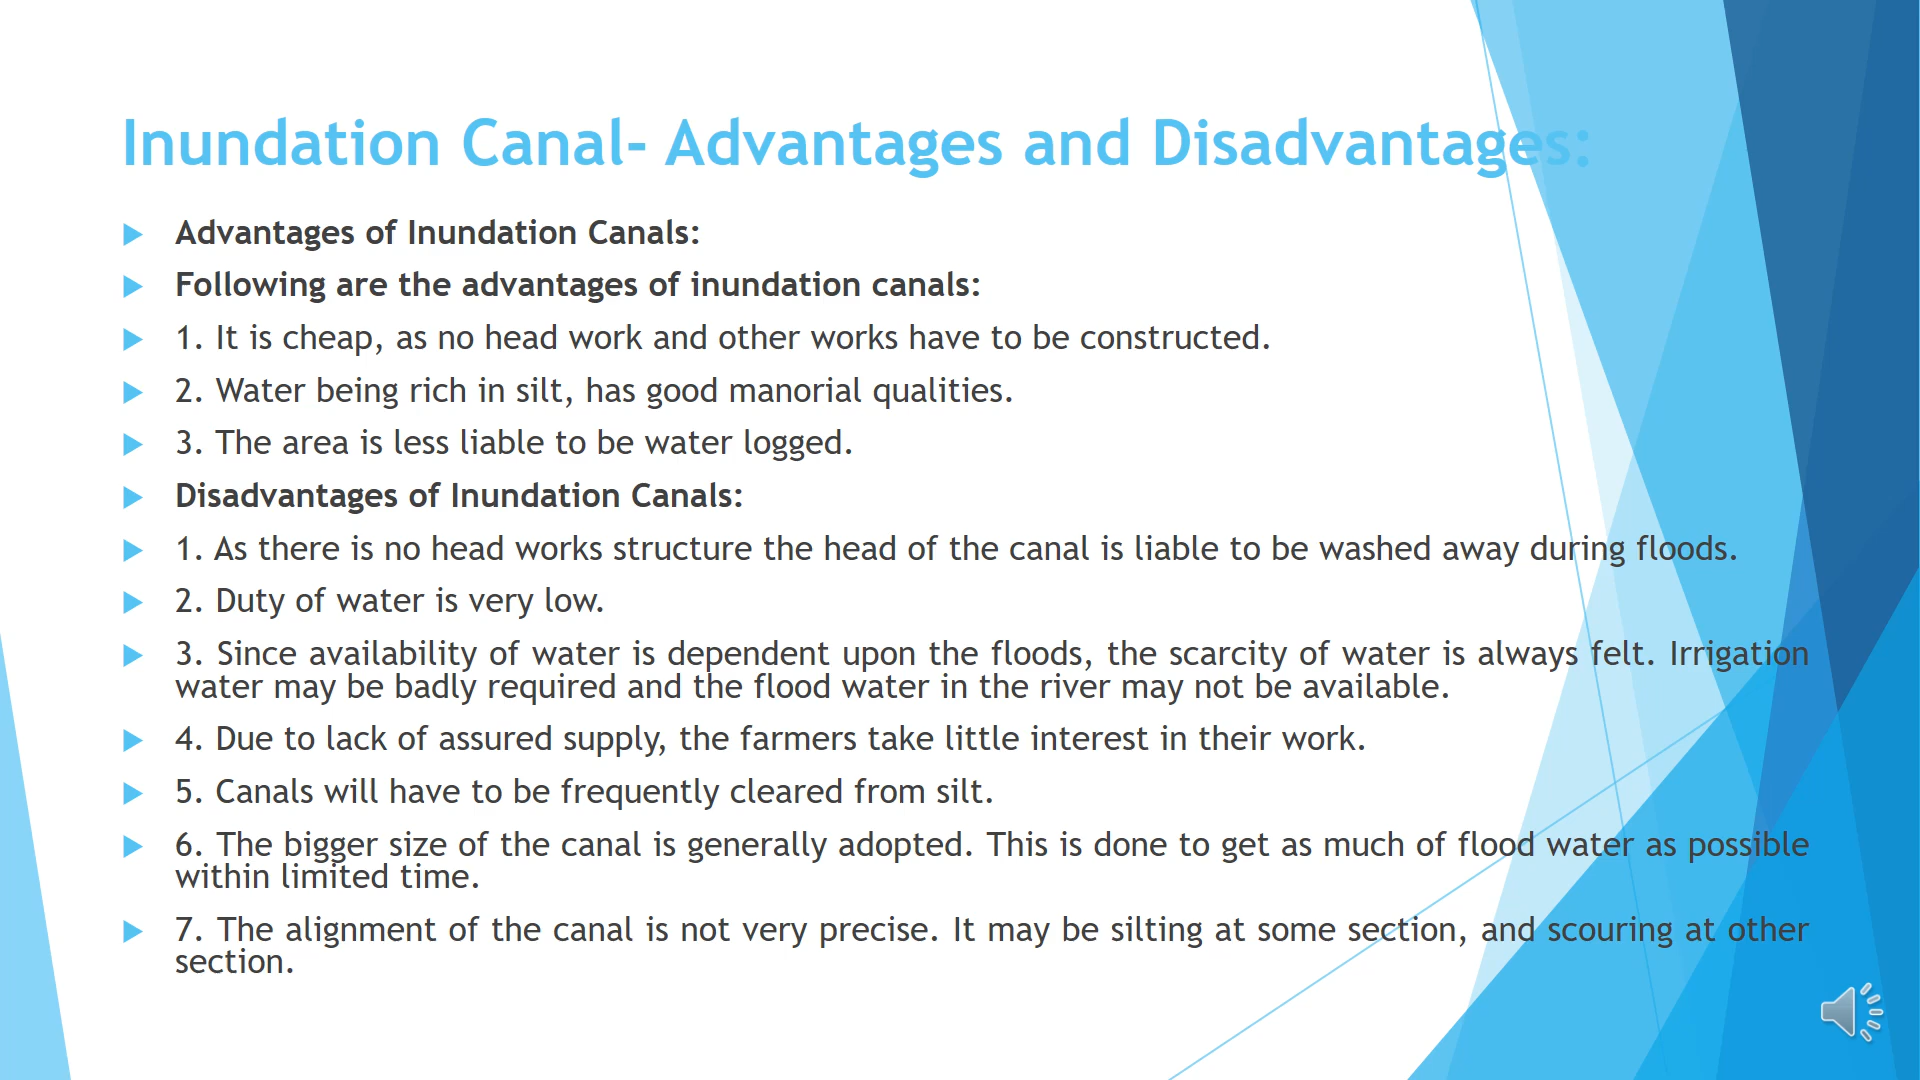 Inundation Canal- Advantages and Disadvantages:
Advantages of Inundation Canals:
Following are the advantages of inundation canals:
1. It is cheap, as no head work and other works have to be constructed.
2. Water being rich in silt, has good manorial qualities.
3. The area is less liable to be water logged.
Disadvantages of Inundation Canals:
1. As there is no head works structure the head of the canal is liable to be washed away during floods.
2. Duty of water is very low.
3. Since availability of water is dependent upon the floods, the scarcity of water is always felt. Irrigation
water may be badly required and the flood water in the river may not be available.
4. Due to lack of assured supply, the farmers take little interest in their work.
5. Canals will have to be frequently cleared from silt.
6. The bigger size of the canal is generally adopted. This is done to get as much of flood water as possible
within limited time.
7. The alignment of the canal is not very precise. It may be silting at some section, and scouring at other
section.